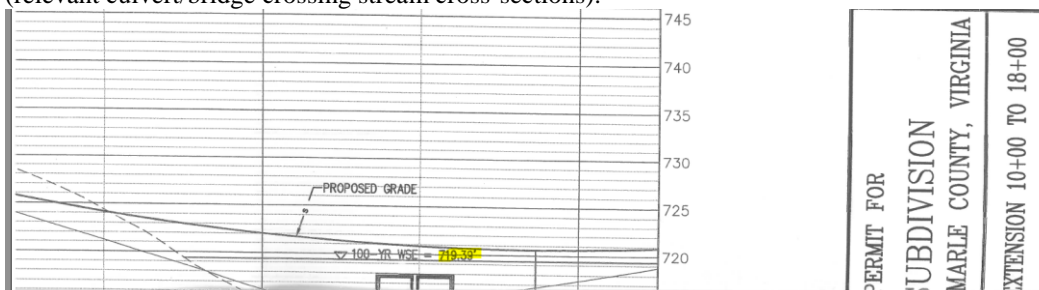 (relevant culvert/bridge crossing stream cross-sections):
745
740
735
730
725
720
PROPOSED GRADE
100-YR WSE = 719.39'
PERMIT FOR
SUBDIVISION
MARLE COUNTY, VIRGINIA
EXTENSION 10+00 TO 18+00